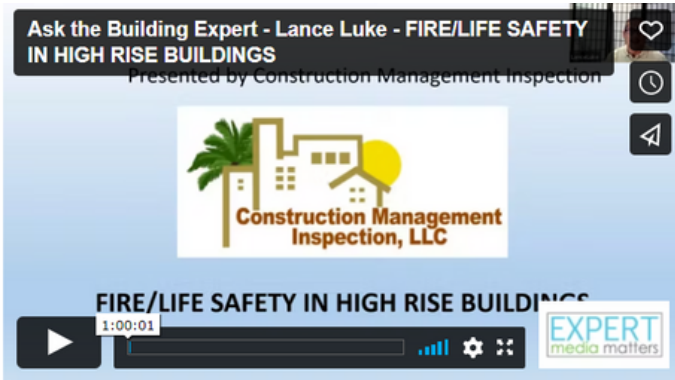 Ask the Building Expert - Lance Luke - FIRE/LIFE SAFETY
IN HIGH RISE BUILDINGS
Presented by Construction Management Inspection
Construction Management
Inspection, LLC
FIRE/LIFE SAFETY IN HIGH RISE BUILDINGS
1:00:01
EXPERT
media matters